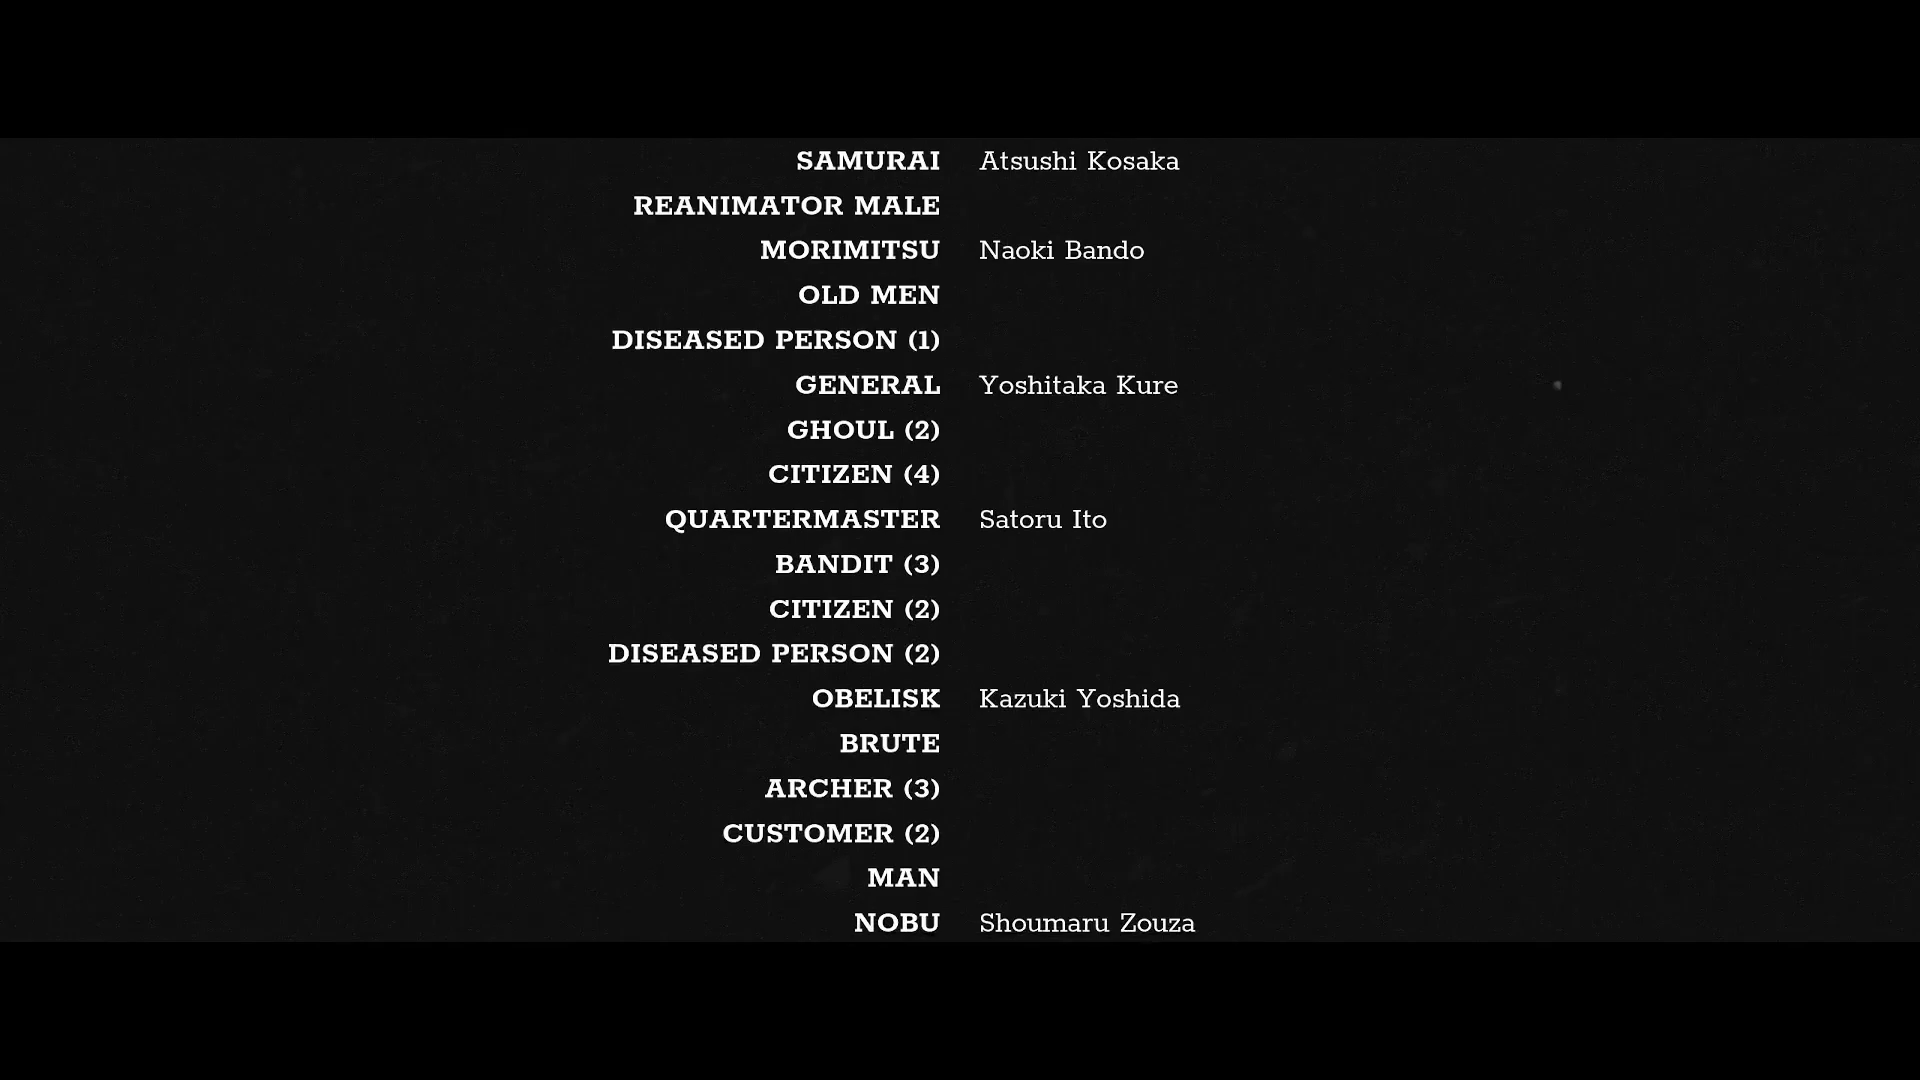 SAMURAI Atsushi Kosaka
REANIMATOR MALE
MORIMITSU Naoki Bando
OLD MEN
DISEASED PERSON (1)
GENERAL Yoshitaka Kure
GHOUL (2)
CITIZEN (4)
QUARTERMASTER Satoru Ito
BANDIT (3)
CITIZEN (2)
DISEASED PERSON (2)
OBELISK Kazuki Yoshida
BRUTE
ARCHER (3)
CUSTOMER (2)
MAN
NOBU Shoumaru Zouza